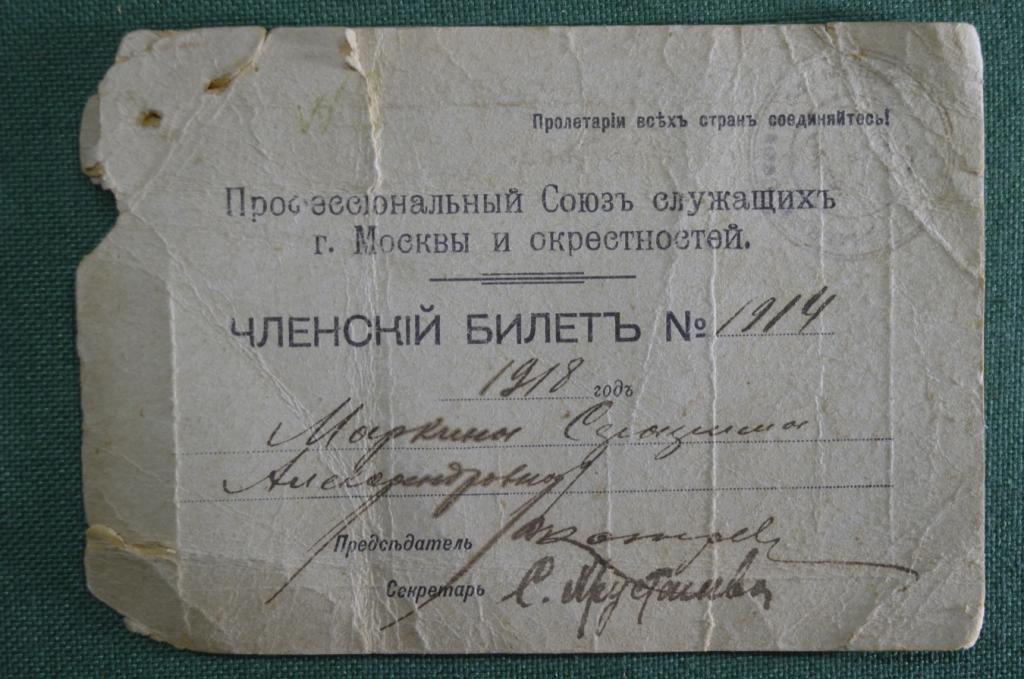 Пролетаріи всѣхъ странъ соединяйтесь!
Профессіональный Союзъ служащихъ
г. Москвы и окрестностей.
ЧЛЕНСКІЙ БИЛЕТЪ № 1914
1918 годъ
Маркина Серафима
Александровна
Предсѣдатель
Секретарь С.